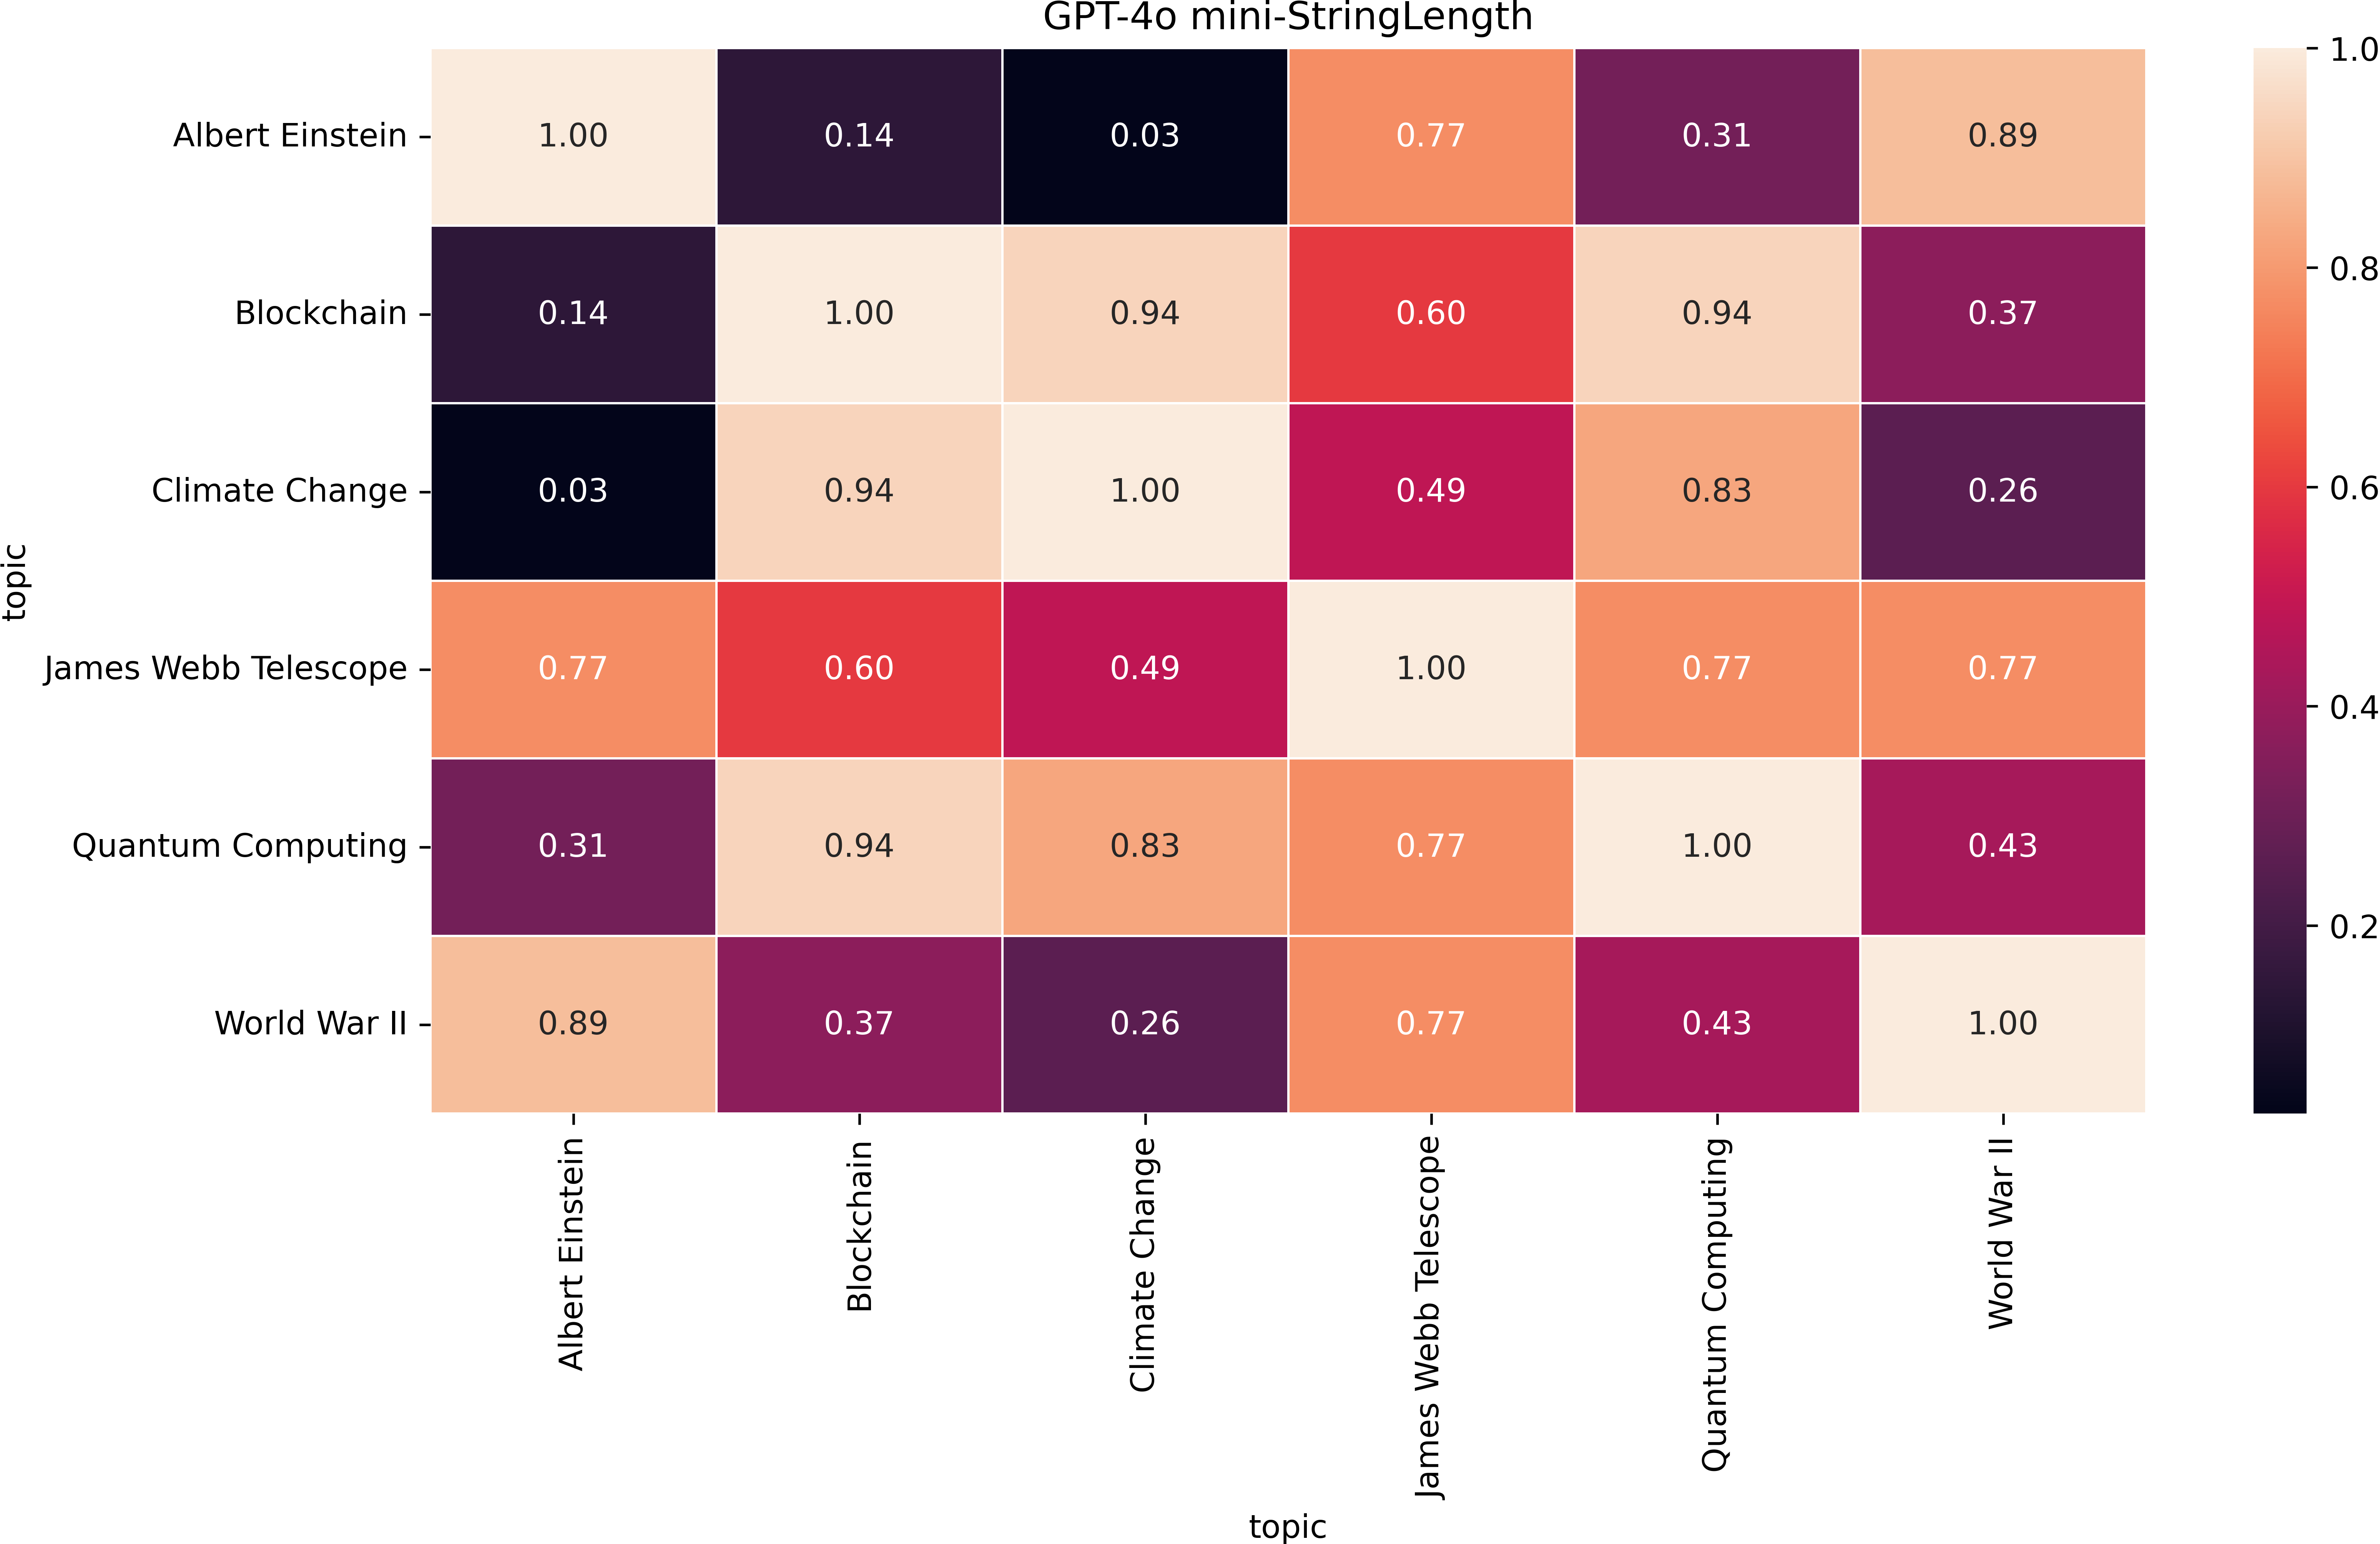 GPT-4o mini-StringLength
Albert Einstein 1.00 0.14 0.03 0.77 0.31 0.89
Blockchain 0.14 1.00 0.94 0.60 0.94 0.37
Climate Change 0.03 0.94 1.00 0.49 0.83 0.26
James Webb Telescope 0.77 0.60 0.49 1.00 0.77 0.77
Quantum Computing 0.31 0.94 0.83 0.77 1.00 0.43
World War II 0.89 0.37 0.26 0.77 0.43 1.00
topic
Albert Einstein
Blockchain
Climate Change
James Webb Telescope
Quantum Computing
World War II
topic
1.0
0.8
0.6
0.4
0.2